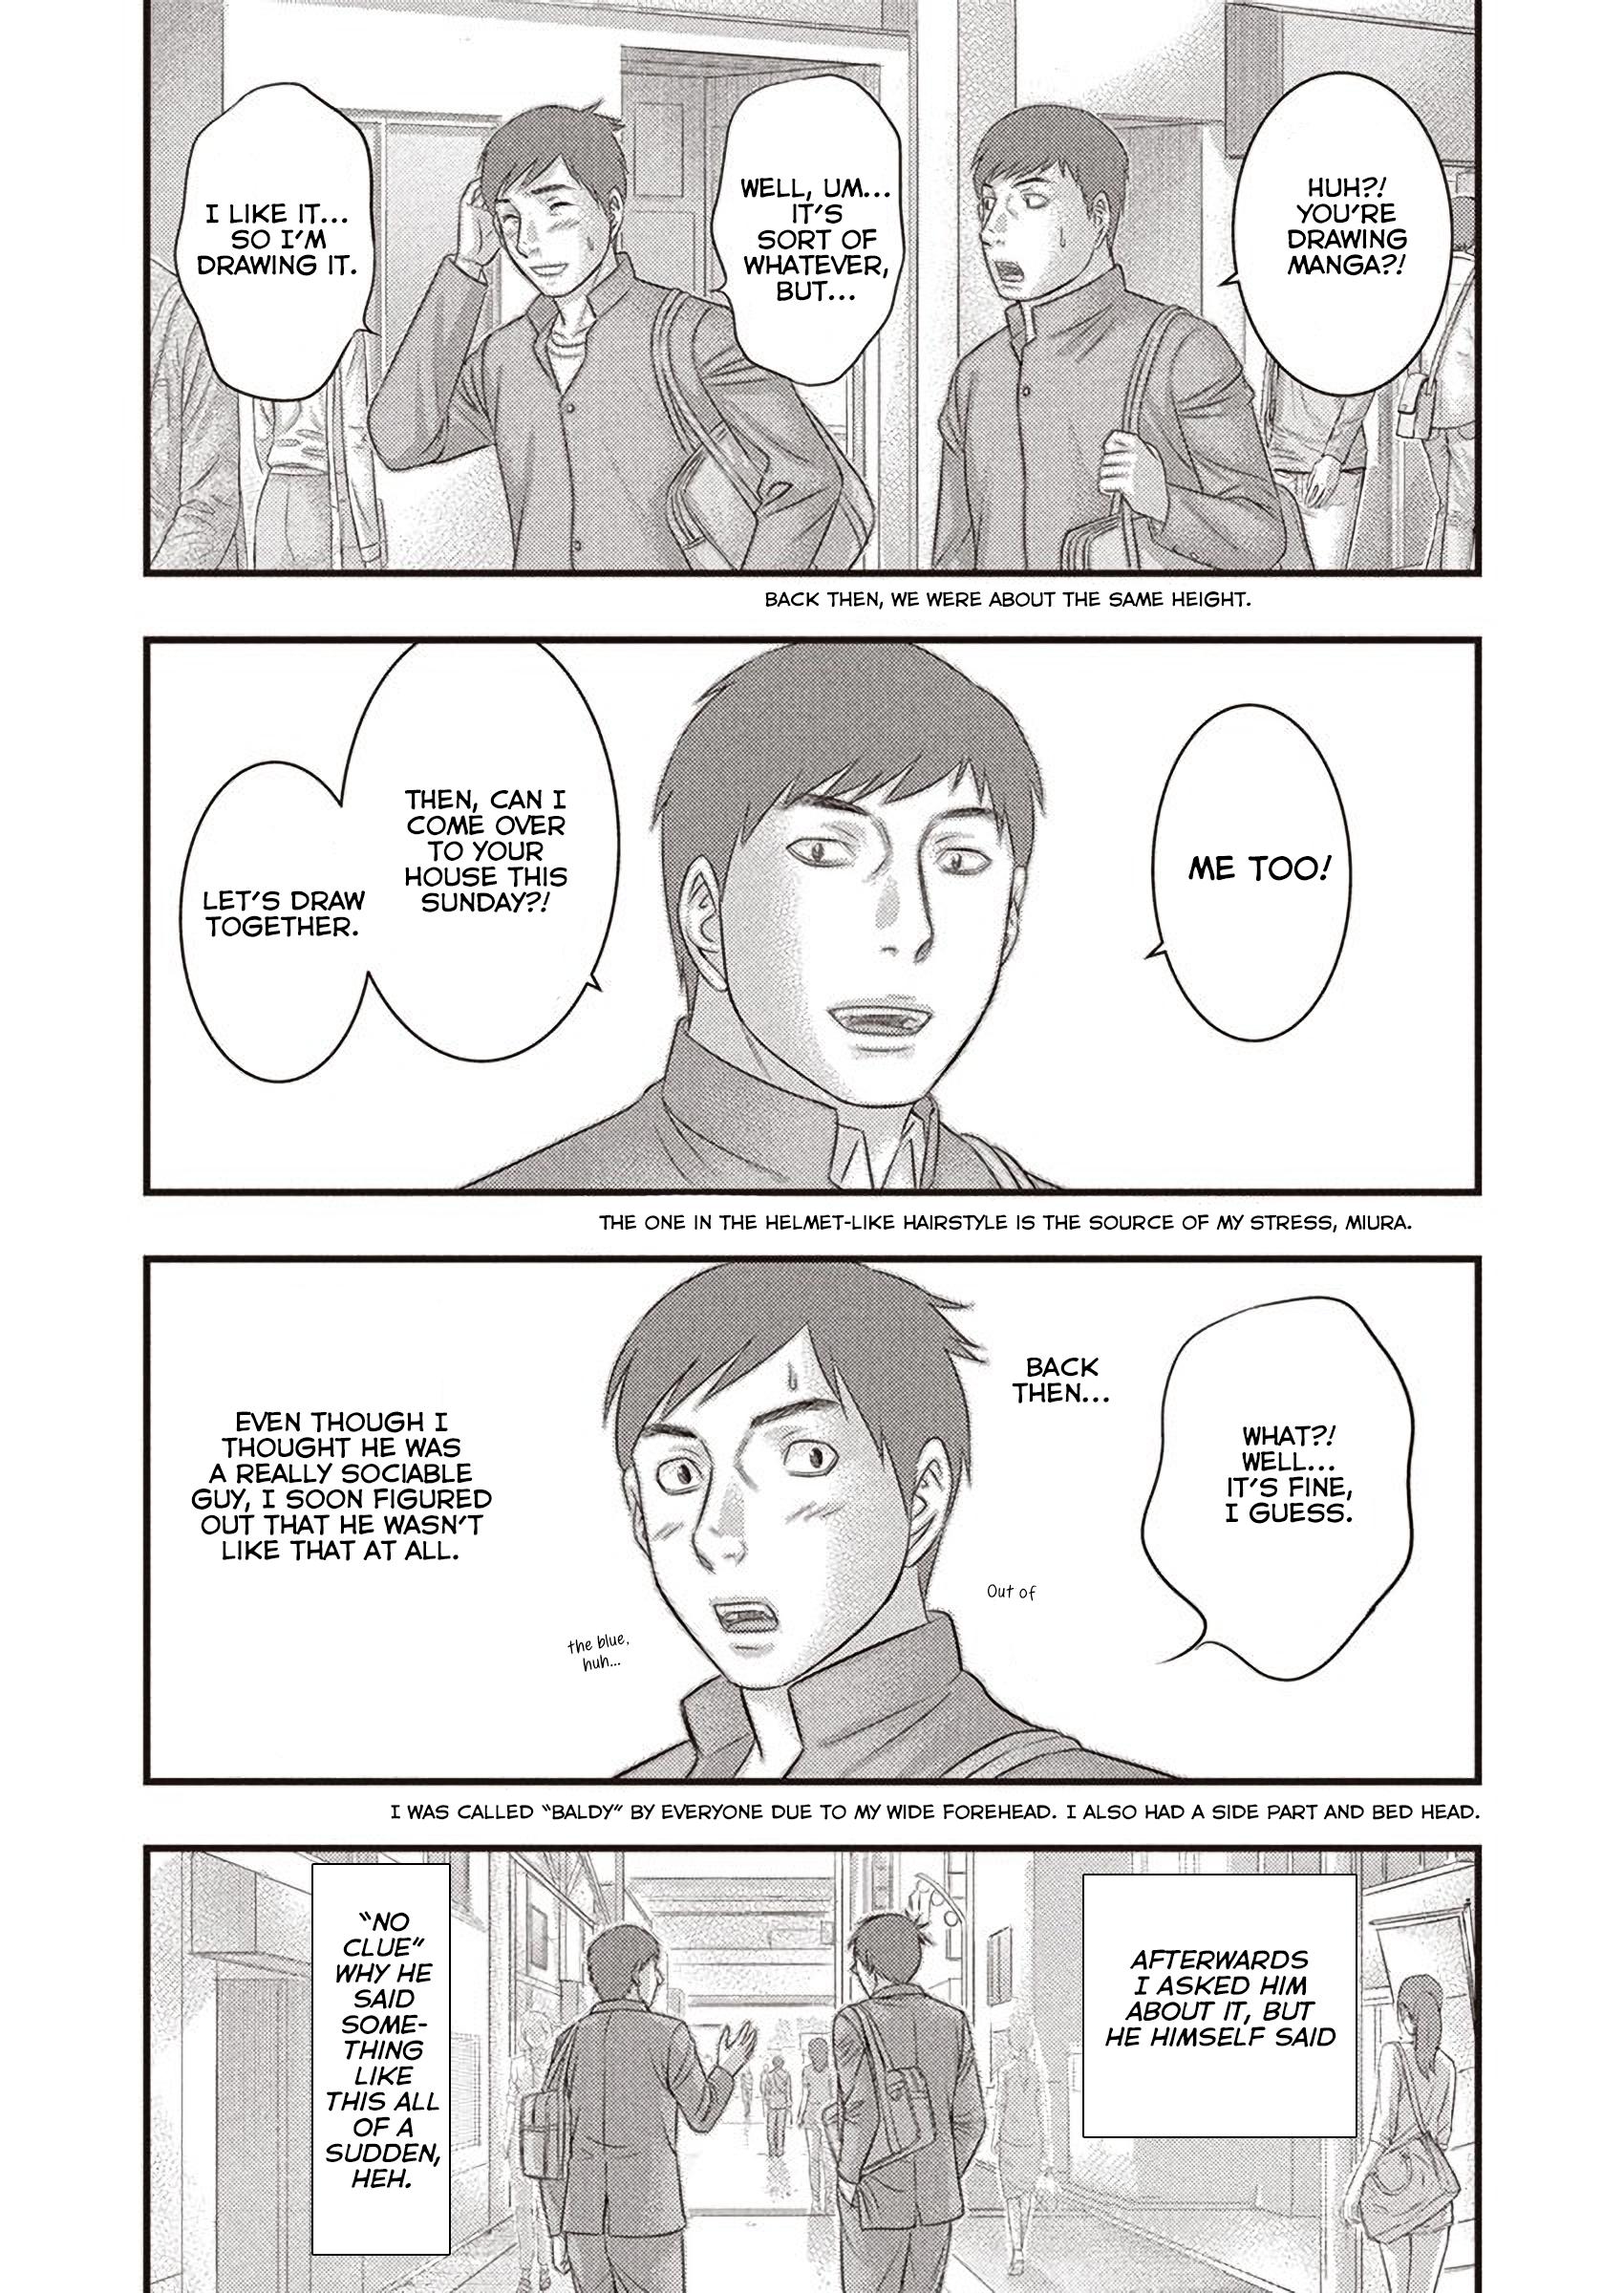 HUH?!
YOU'RE
DRAWING
MANGA?!
WELL, UM...
IT'S
SORT OF
WHATEVER,
BUT...
I LIKE IT...
SO I'M
DRAWING IT.
BACK THEN, WE WERE ABOUT THE SAME HEIGHT.
ME TOO!
THEN, CAN I
COME OVER
TO YOUR
HOUSE THIS
SUNDAY?!
LET'S DRAW
TOGETHER.
THE ONE IN THE HELMET-LIKE HAIRSTYLE IS THE SOURCE OF MY STRESS, MIURA.
WHAT?!
WELL...
IT'S FINE,
I GUESS.
BACK
THEN...
Out of
the blue,
huh...
EVEN THOUGH I
THOUGHT HE WAS
A REALLY SOCIABLE
GUY, I SOON FIGURED
OUT THAT HE WASN'T
LIKE THAT AT ALL.
I WAS CALLED "BALDY" BY EVERYONE DUE TO MY WIDE FOREHEAD. I ALSO HAD A SIDE PART AND BED HEAD.
AFTERWARDS
I ASKED HIM
ABOUT IT, BUT
HE HIMSELF SAID
"NO
CLUE"
WHY HE
SAID
SOME-
THING
LIKE
THIS ALL
OF A
SUDDEN,
HEH.